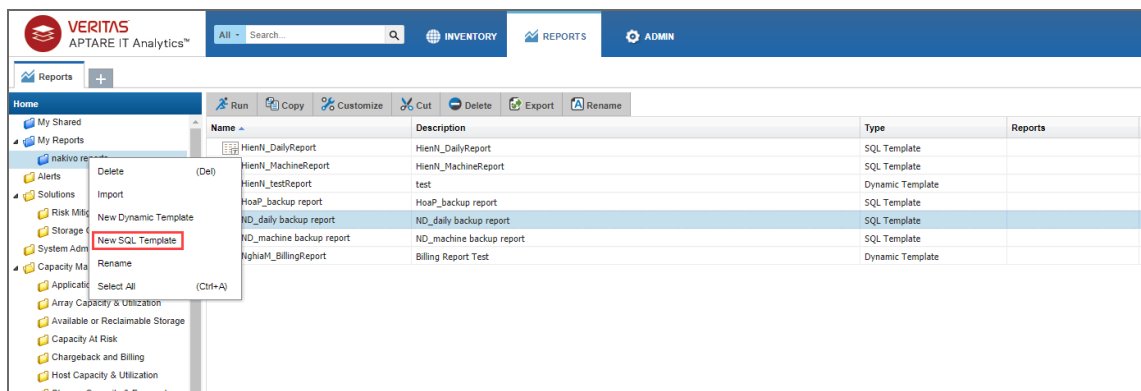 VERITAS
APTARE IT Analytics™
All Search... INVENTORY REPORTS ADMIN
Reports +
Home
Run Copy Customize Cut Delete Export Rename
My Shared
My Reports
nakivo reports
Alerts
Solutions
Risk
Storage
System Adm
Capacity Ma
Applicatio
Array Capacity & Utilization
Available or Reclaimable Storage
Capacity At Risk
Chargeback and Billing
Host Capacity & Utilization
Delete (Del)
Import
New Dynamic Template
New SQL Template
Rename
Select All (Ctrl+A)
Name Description Type Reports
HienN_DailyReport HienN_DailyReport SQL Template
HienN_MachineReport HienN_MachineReport SQL Template
HienN_testReport test Dynamic Template
HoaP_backup report HoaP_backup report SQL Template
ND_daily backup report ND_daily backup report SQL Template
ND_machine backup report ND_machine backup report SQL Template
NghiaM_BillingReport Billing Report Test Dynamic Template